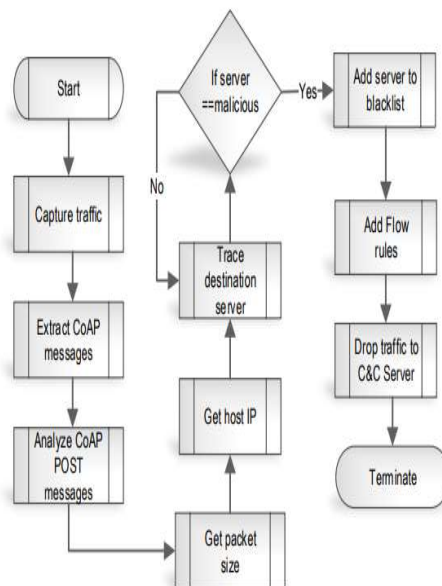 Start
Capture traffic
Extract CoAP
messages
Analyze CoAP
POST
messages
Get packet
size
Get host IP
Trace
destination
server
If server
==malicious
No
Yes
Add server to
blacklist
Add Flow
rules
Drop traffic to
C&C Server
Terminate